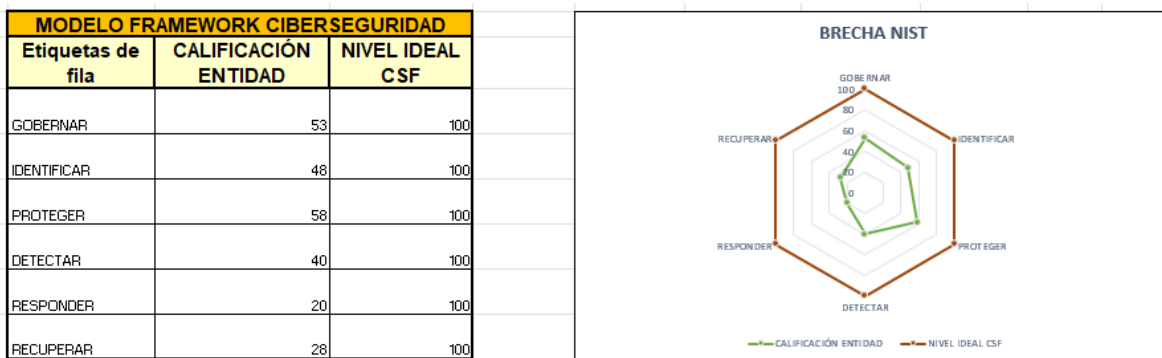 MODELO FRAMEWORK CIBERSEGURIDAD
Etiquetas de fila CALIFICACIÓN ENTIDAD NIVEL IDEAL CSF
GOBERNAR 53 100
IDENTIFICAR 48 100
PROTEGER 58 100
DETECTAR 40 100
RESPONDER 20 100
RECUPERAR 28 100
BRECHA NIST
GOBERNAR
100
80
60
40
20
0
IDENTIFICAR
PROTEGER
DETECTAR
RESPONDER
RECUPERAR
CALIFICACIÓN ENTIDAD NIVEL IDEAL CSF